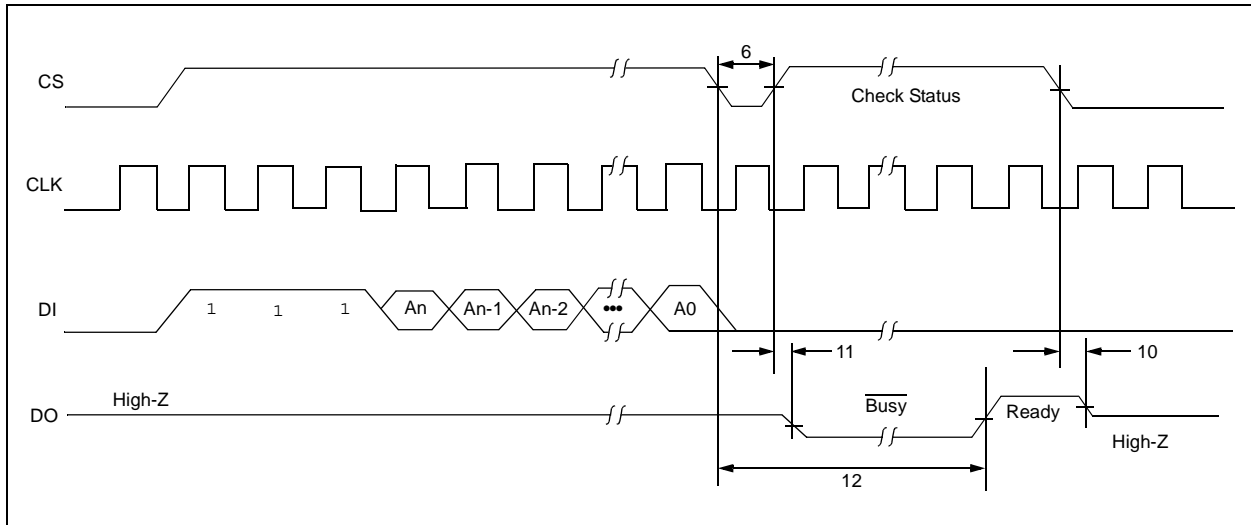 6
CS
Check Status
CLK
DI
1 1 1 An An-1 An-2 ••• A0
11
10
High-Z
DO
Busy
Ready
High-Z
12